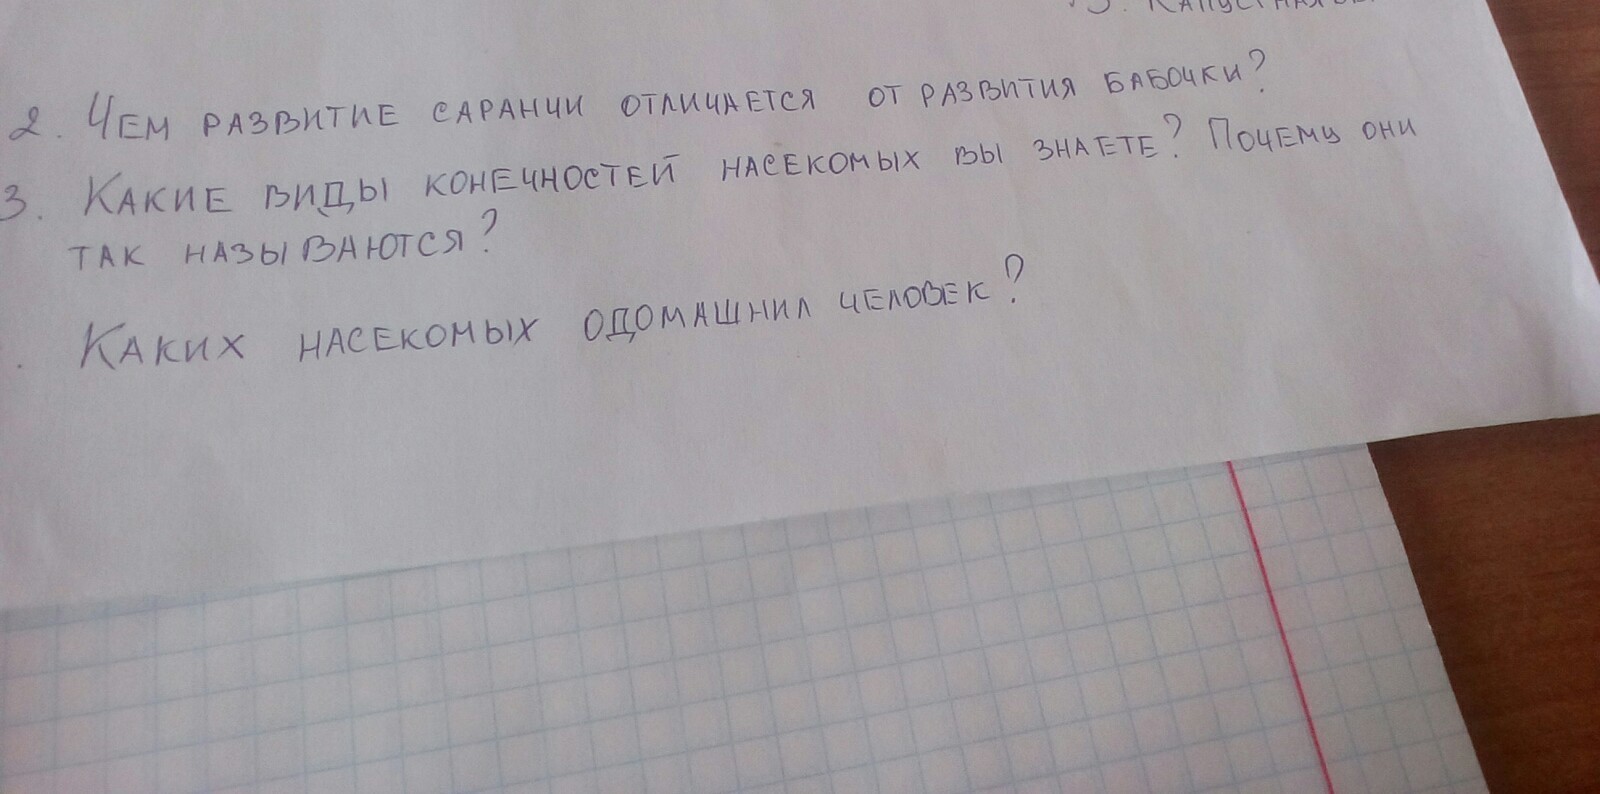 2. Чем развитие саранчи отличается от развития бабочки?
3. Какие виды конечностей насекомых вы знаете? Почему они
так называются?
. Каких насекомых одомашнил человек?